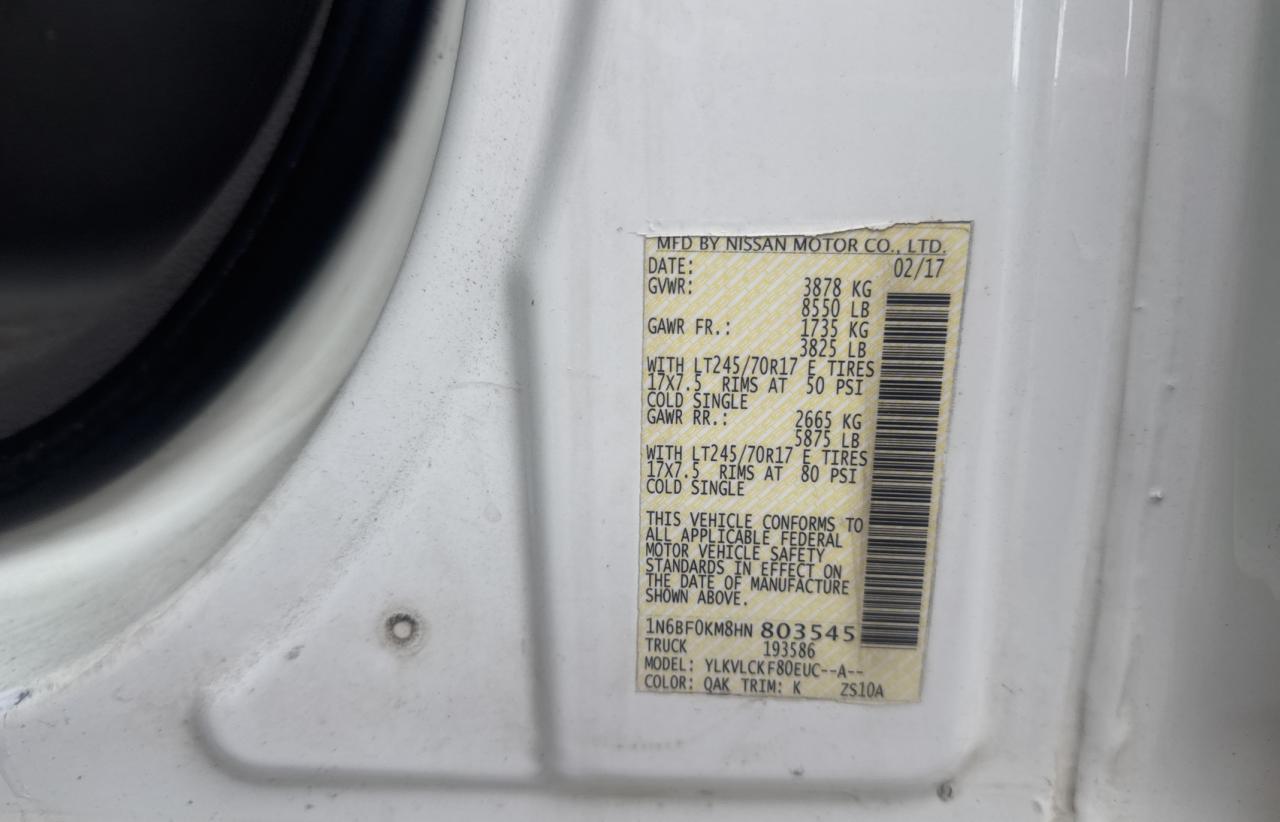 MFD BY NISSAN MOTOR CO., LTD.
DATE: 02/17
GVWR: 3878 KG
8550 LB
GAWR FR.: 1735 KG
3825 LB
WITH LT245/70R17 E TIRES
17X7.5 RIMS AT 50 PSI
COLD SINGLE
GAWR RR.: 2665 KG
5875 LB
WITH LT245/70R17 E TIRES
17X7.5 RIMS AT 80 PSI
COLD SINGLE
THIS VEHICLE CONFORMS TO
ALL APPLICABLE FEDERAL
MOTOR VEHICLE SAFETY
STANDARDS IN EFFECT ON
THE DATE OF MANUFACTURE
SHOWN ABOVE.
1N6BF0KM8HN 803545
TRUCK 193586
MODEL: YLKVLCKF80EUC--A--
COLOR: QAK TRIM: K ZS10A